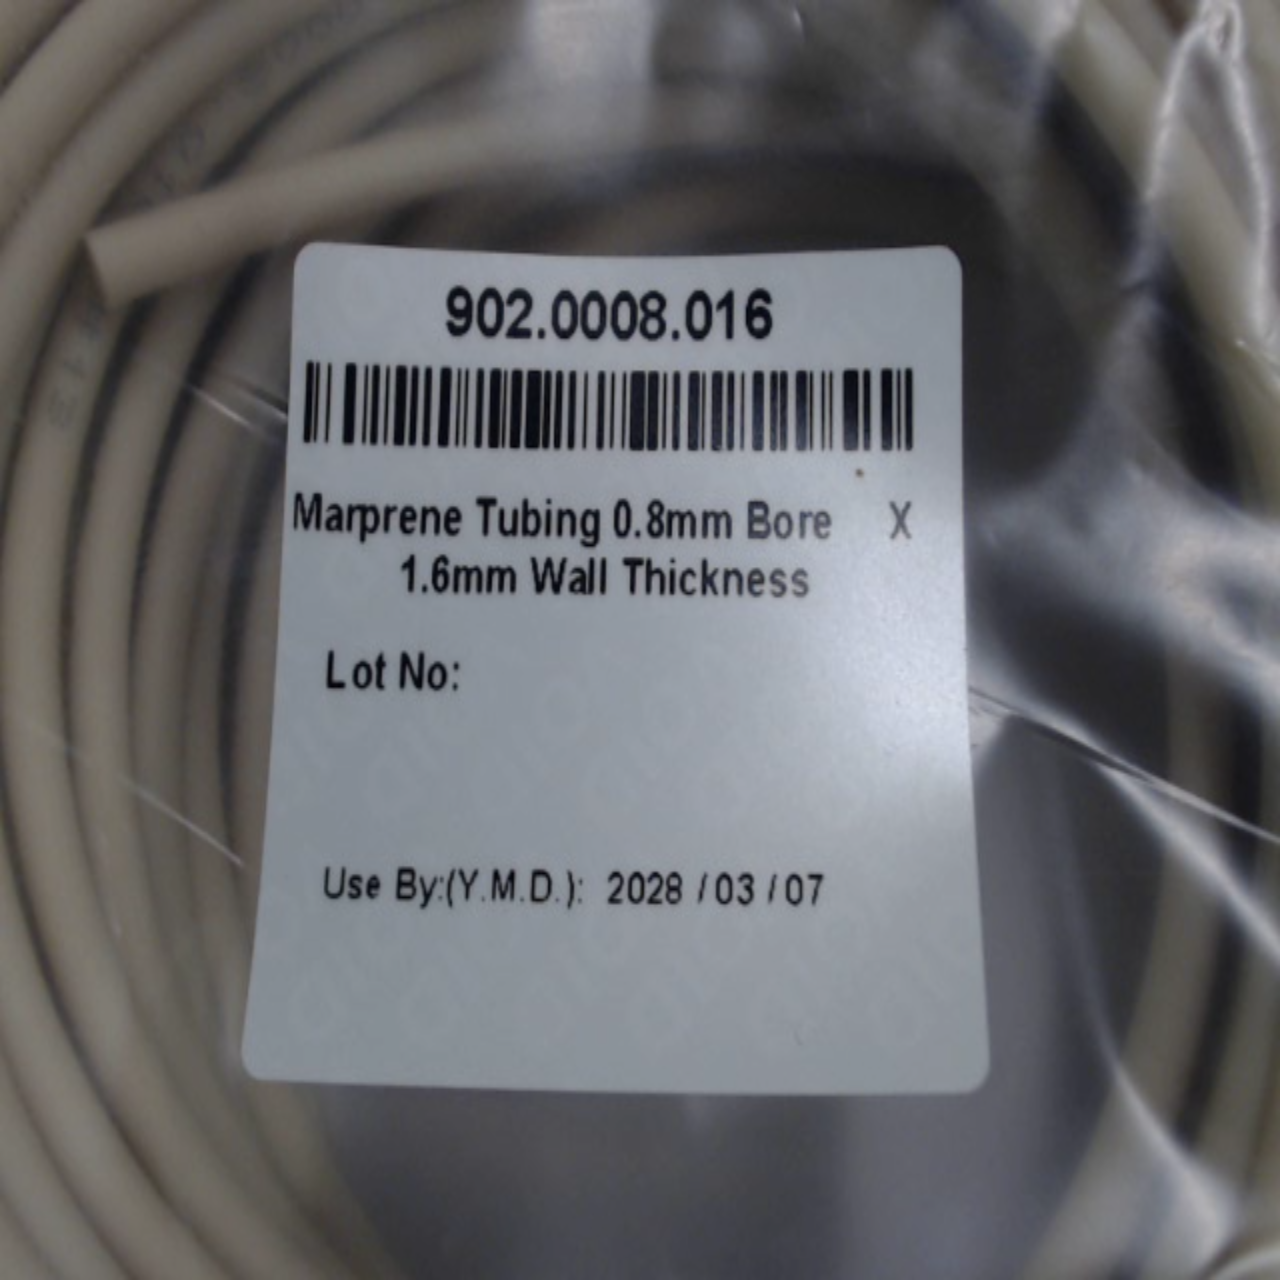 902.0008.016
Marprene Tubing 0.8mm Bore X
1.6mm Wall Thickness
Lot No:
Use By:(Y.M.D.): 2028 / 03 / 07